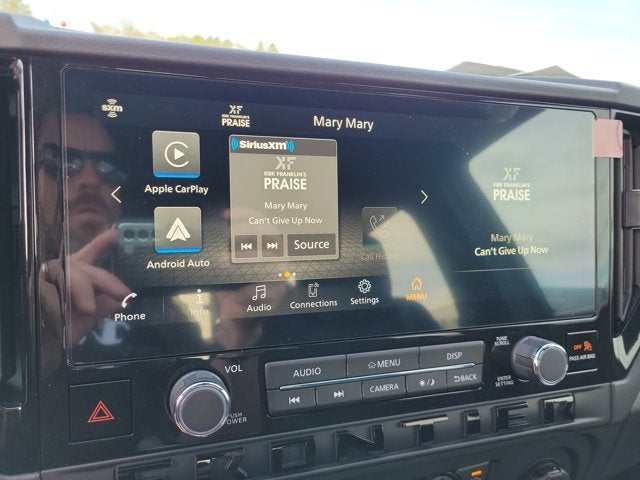 sxm
XF
KIRK FRANKLIN'S
PRAISE
Mary Mary
SiriusXM
XF
KIRK FRANKLIN'S
PRAISE
Mary Mary
Can't Give Up Now
Source
Apple CarPlay
Android Auto
Call History
XF
KIRK FRANKLIN'S
PRAISE
Mary Mary
Can't Give Up Now
Phone
Info
Audio
Connections
Settings
MENU
VOL
PUSH
POWER
AUDIO
MENU
DISP
CAMERA
BACK
TUNE
SCROLL
ENTER
SETTING
OFF
PASS AIR BAG
FRONTIER